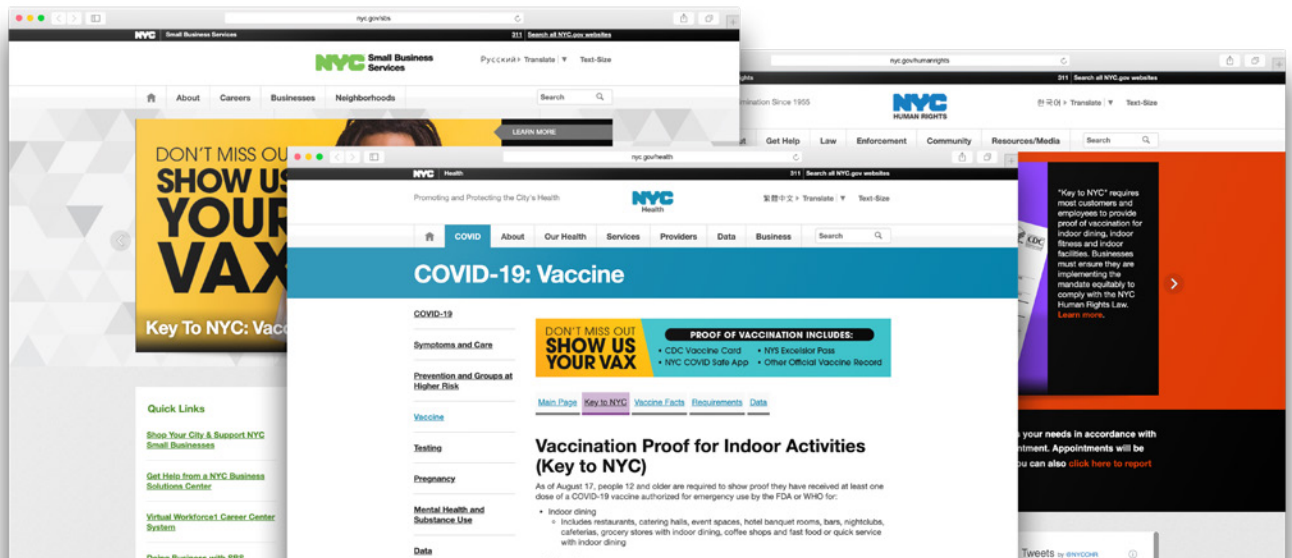 nyc.gov/sbs
NYC Small Business Services
311 Search all NYC.gov websites
NYC Small Business
Services
Русский Translate ▼ Text-Size
About Careers Businesses Neighborhoods Search
LEARN MORE
DON'T MISS OU
SHOW US
YOUR
VAX
Key To NYC: Vacc
Quick Links
Shop Your City & Support NYC
Small Businesses
Get Help from a NYC Business
Solutions Center
Virtual Workforce1 Career Center
System
Doing Business with SBS
nyc.gov/health
NYC Health
311 Search all NYC.gov websites
Promoting and Protecting the City's Health
NYC
Health
繁體中文 Translate ▼ Text-Size
COVID About Our Health Services Providers Data Business Search
COVID-19: Vaccine
COVID-19
Symptoms and Care
Prevention and Groups at
Higher Risk
Vaccine
Testing
Pregnancy
Mental Health and
Substance Use
Data
DON'T MISS OUT
SHOW US
YOUR VAX
PROOF OF VACCINATION INCLUDES:
• CDC Vaccine Card • NYS Excelsior Pass
• NYC COVID Safe App • Other Official Vaccine Record
Main Page Key to NYC Vaccine Facts Requirements Data
Vaccination Proof for Indoor Activities
(Key to NYC)
As of August 17, people 12 and older are required to show proof they have received at least one
dose of a COVID-19 vaccine authorized for emergency use by the FDA or WHO for:
• Indoor dining
Includes restaurants, catering halls, event spaces, hotel banquet rooms, bars, nightclubs,
cafeterias, grocery stores with indoor dining, coffee shops and fast food or quick service
with indoor dining
nyc.gov/humanrights
ghts
311 Search all NYC.gov websites
mination Since 1955
NYC
HUMAN RIGHTS
한국어 Translate ▼ Text-Size
ut Get Help Law Enforcement Community Resources/Media Search
CDC
"Key to NYC" requires
most customers and
employees to provide
proof of vaccination for
indoor dining, indoor
fitness and indoor
facilities. Businesses
must ensure they are
implementing the
mandate equitably to
comply with the NYC
Human Rights Law.
Learn more.
s your needs in accordance with
ntment. Appointments will be
ou can also click here to report
Tweets by @NYCCHR